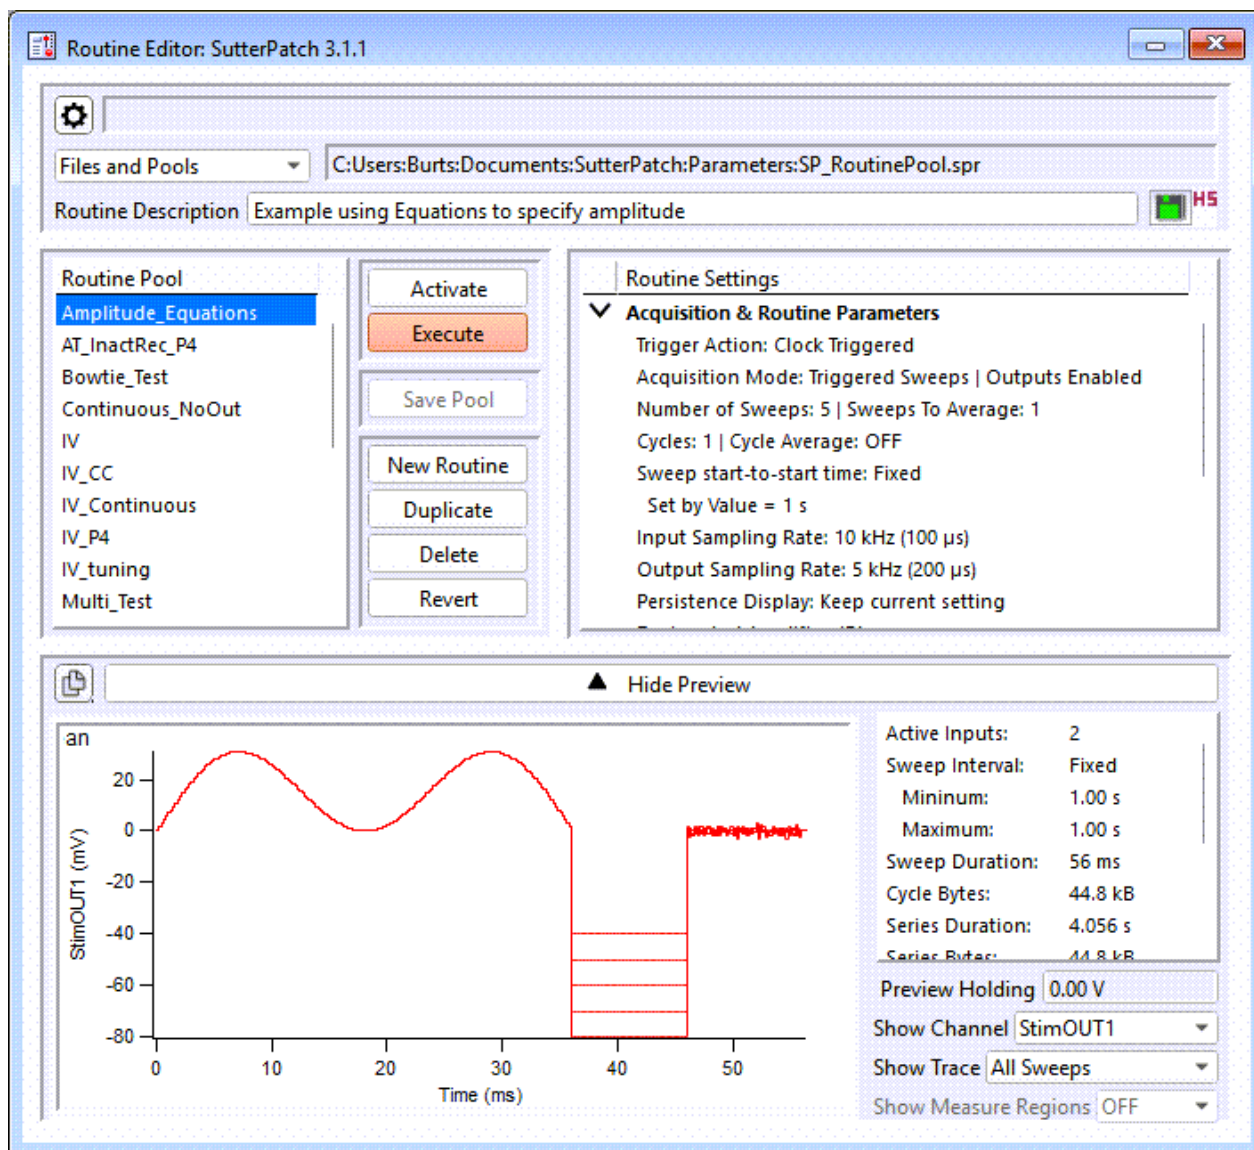 Routine Editor: SutterPatch 3.1.1
Files and Pools
C:Users:Burts:Documents:SutterPatch:Parameters:SP_RoutinePool.spr
Routine Description
Example using Equations to specify amplitude
HS
Routine Pool
Amplitude_Equations
AT_InactRec_P4
Bowtie_Test
Continuous_NoOut
IV
IV_CC
IV_Continuous
IV_P4
IV_tuning
Multi_Test
Activate
Execute
Save Pool
New Routine
Duplicate
Delete
Revert
Routine Settings
Acquisition & Routine Parameters
Trigger Action: Clock Triggered
Acquisition Mode: Triggered Sweeps | Outputs Enabled
Number of Sweeps: 5 | Sweeps To Average: 1
Cycles: 1 | Cycle Average: OFF
Sweep start-to-start time: Fixed
Set by Value = 1 s
Input Sampling Rate: 10 kHz (100 µs)
Output Sampling Rate: 5 kHz (200 µs)
Persistence Display: Keep current setting
Hide Preview
an
StimOUT1 (mV)
20
0
-20
-40
-60
-80
0 10 20 30 40 50
Time (ms)
Active Inputs: 2
Sweep Interval: Fixed
Mininum: 1.00 s
Maximum: 1.00 s
Sweep Duration: 56 ms
Cycle Bytes: 44.8 kB
Series Duration: 4.056 s
Series Bytes: 44.8 kB
Preview Holding 0.00 V
Show Channel StimOUT1
Show Trace All Sweeps
Show Measure Regions OFF